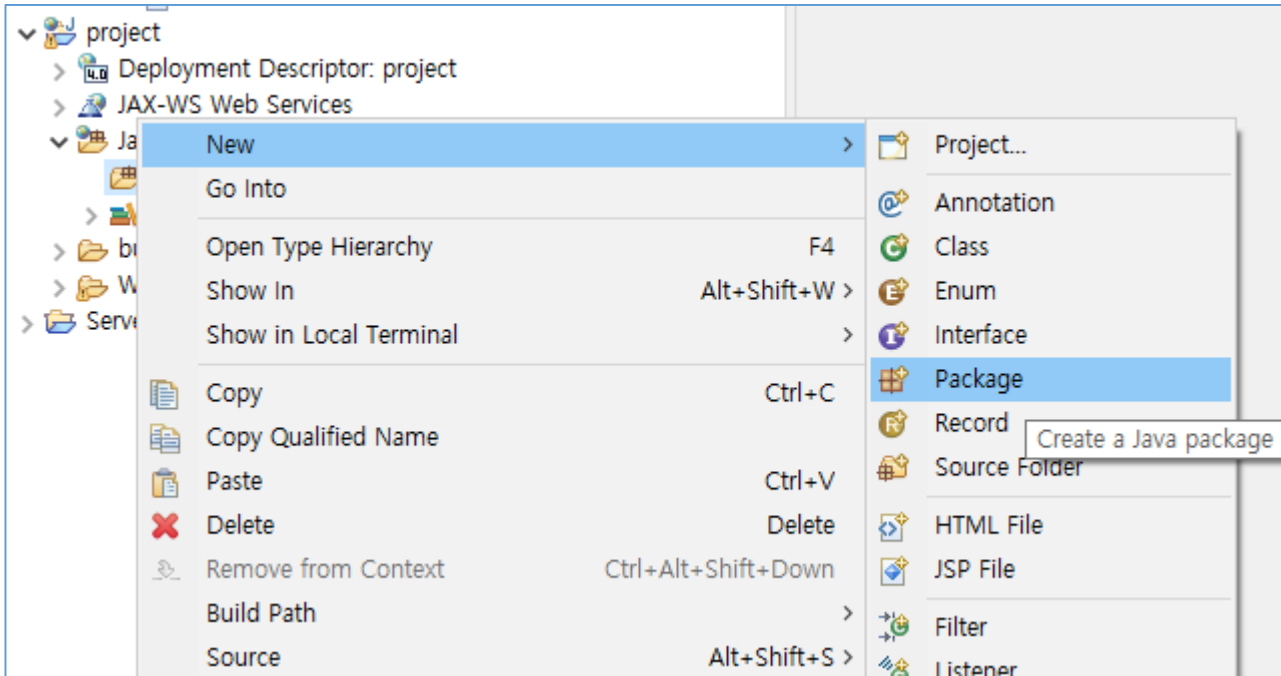 project
Deployment Descriptor: project
JAX-WS Web Services
Ja
bu
W
Serve
New
Go Into
Open Type Hierarchy F4
Show In Alt+Shift+W
Show in Local Terminal
Copy Ctrl+C
Copy Qualified Name
Paste Ctrl+V
Delete Delete
Remove from Context Ctrl+Alt+Shift+Down
Build Path
Source Alt+Shift+S
Project...
Annotation
Class
Enum
Interface
Package
Record
Create a Java package
Source Folder
HTML File
JSP File
Filter
Listener